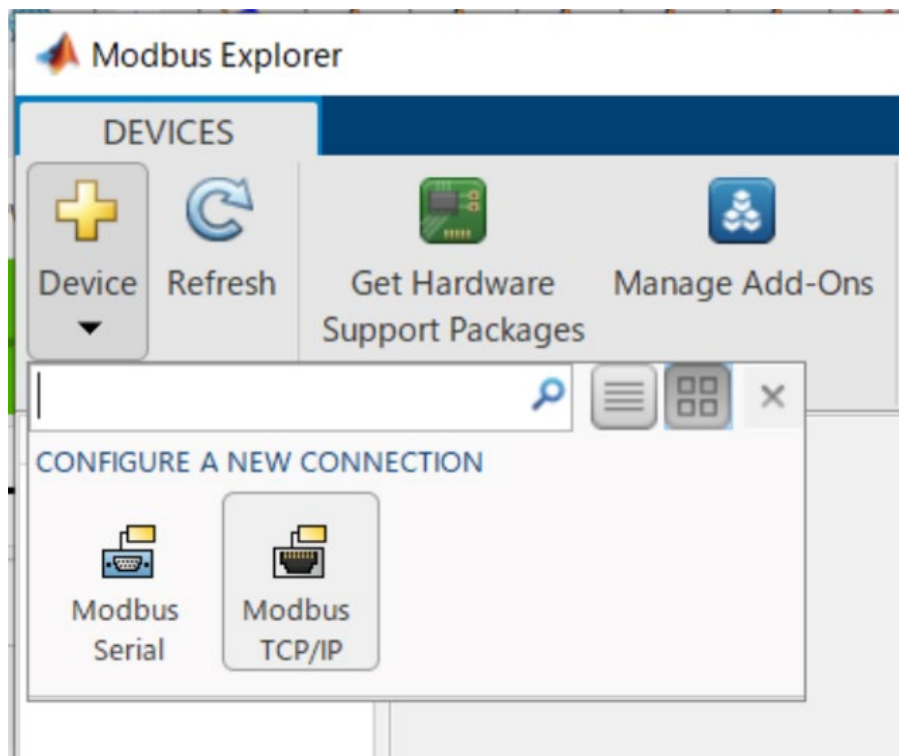 Modbus Explorer
DEVICES
Device
Refresh
Get Hardware
Support Packages
Manage Add-Ons
CONFIGURE A NEW CONNECTION
Modbus
Serial
Modbus
TCP/IP